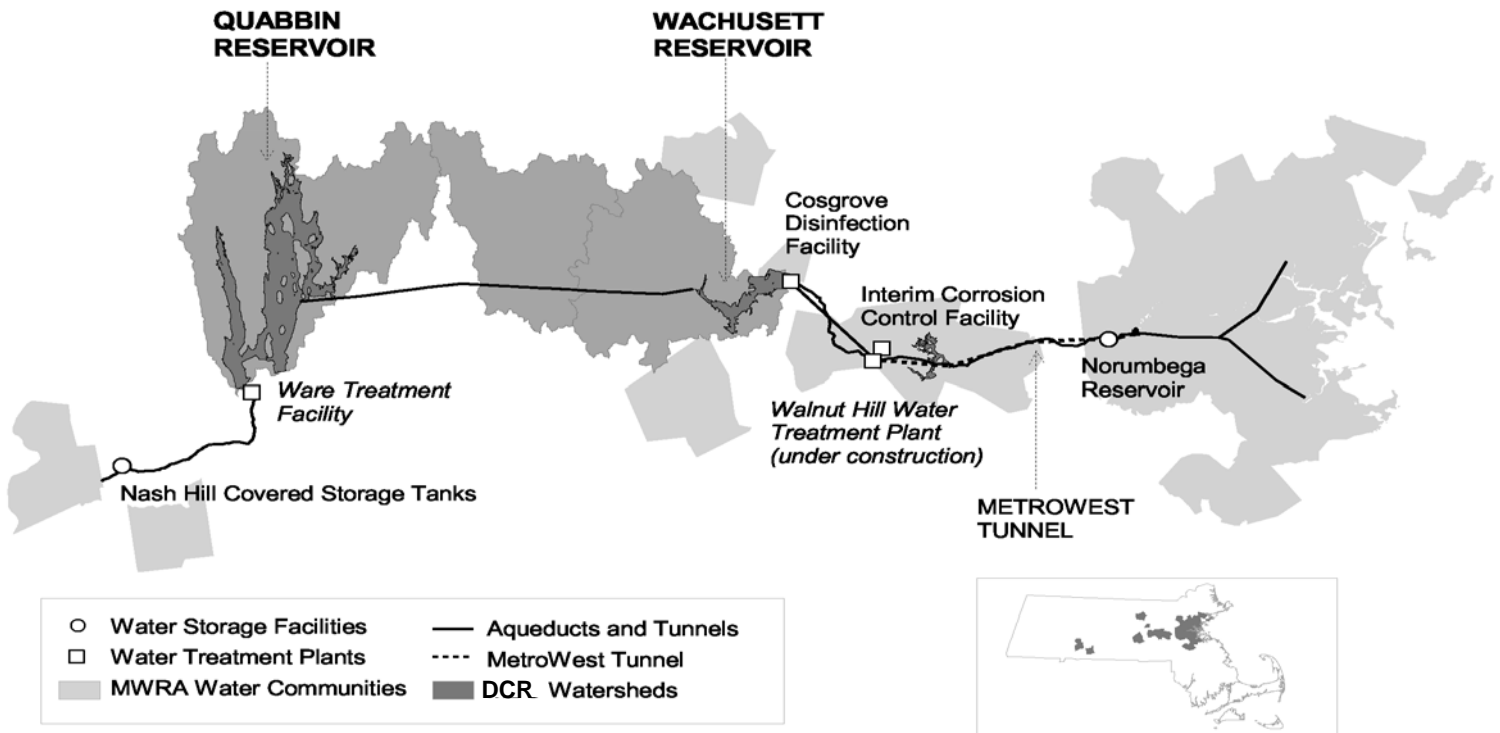 QUABBIN
RESERVOIR
WACHUSETT
RESERVOIR
Cosgrove
Disinfection
Facility
Interim Corrosion
Control Facility
Norumbega
Reservoir
Ware Treatment
Facility
Walnut Hill Water
Treatment Plant
(under construction)
Nash Hill Covered Storage Tanks
METROWEST
TUNNEL
Water Storage Facilities
Water Treatment Plants
MWRA Water Communities
Aqueducts and Tunnels
MetroWest Tunnel
DCR Watersheds